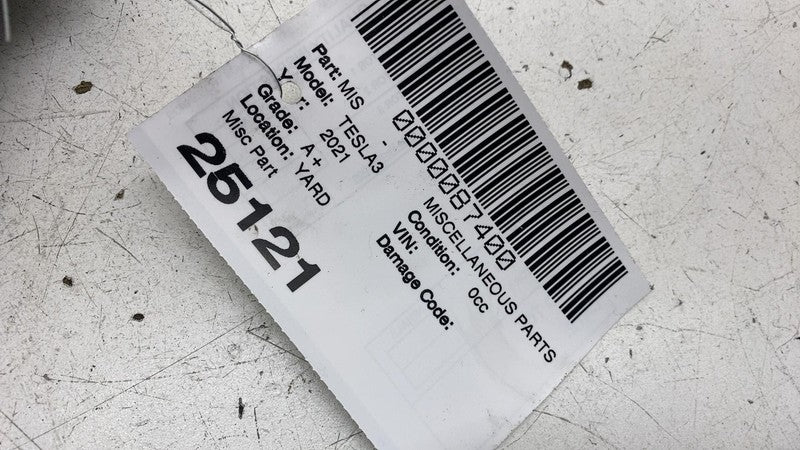 0000087400
Part: MIS - MISCELLANEOUS PARTS
Model: TESLA3 Condition: 0cc
Year: 2021 VIN:
Grade: A+ Damage Code:
Location: YARD
Misc Part
25121